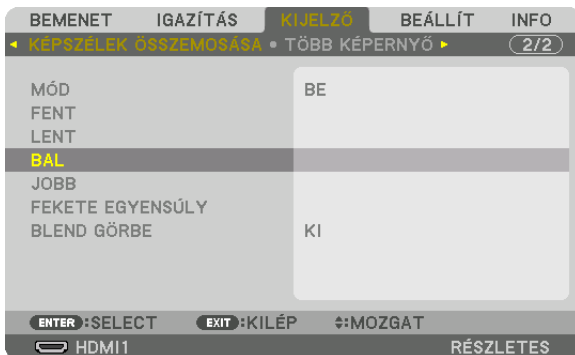 BEMENET IGAZÍTÁS KIJELZŐ BEÁLLÍT INFO
KÉPSZÉLEK ÖSSZEMOSÁSA • TÖBB KÉPERNYŐ 2/2
MÓD BE
FENT
LENT
BAL
JOBB
FEKETE EGYENSÚLY
BLEND GÖRBE KI
ENTER :SELECT EXIT :KILÉP :MOZGAT
HDMI1 RÉSZLETES